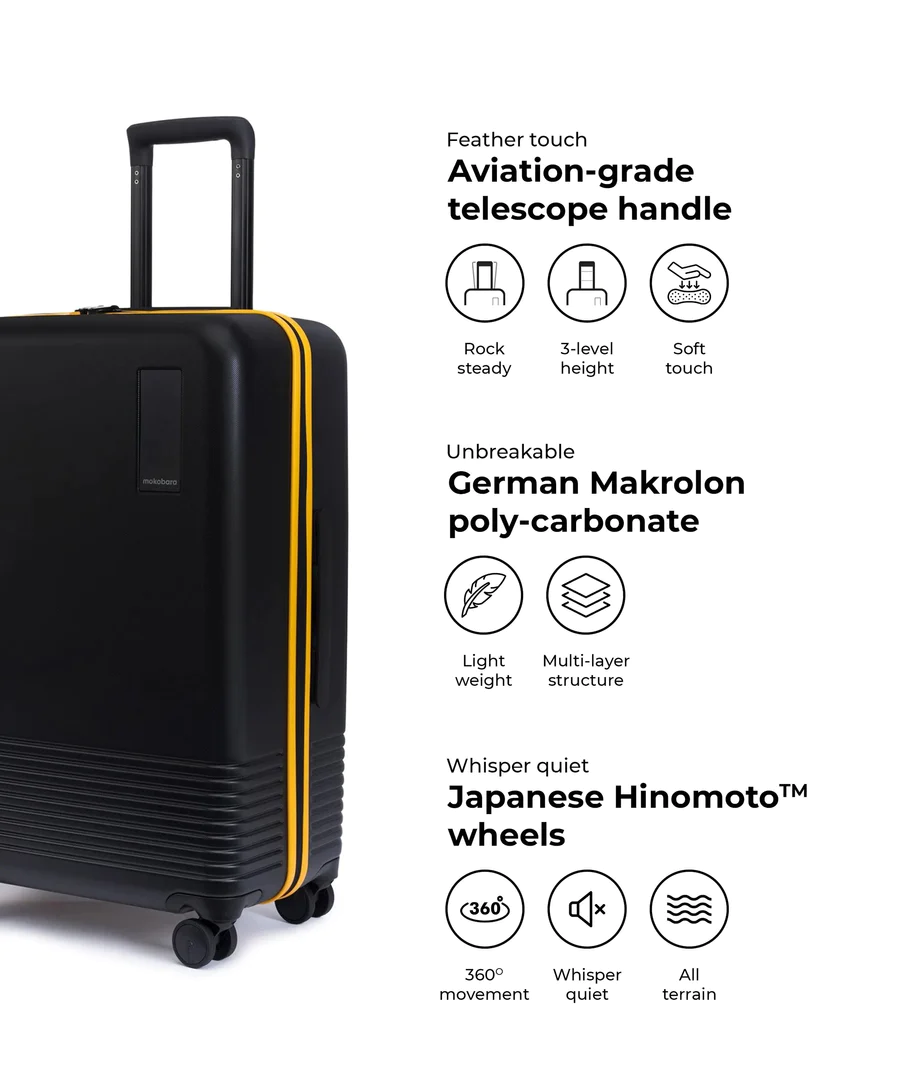 Feather touch
Aviation-grade
telescope handle
Rock
steady
3-level
height
Soft
touch
mokobara
Unbreakable
German Makrolon
poly-carbonate
Light
weight
Multi-layer
structure
Whisper quiet
Japanese Hinomoto™
wheels
360°
360°
movement
Whisper
quiet
All
terrain